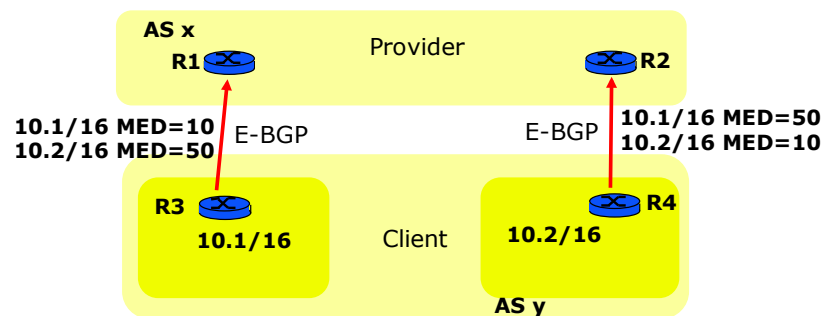 AS x
Provider
R1
R2
10.1/16 MED=10
10.2/16 MED=50
E-BGP
E-BGP
10.1/16 MED=50
10.2/16 MED=10
R3
10.1/16
Client
R4
10.2/16
AS y